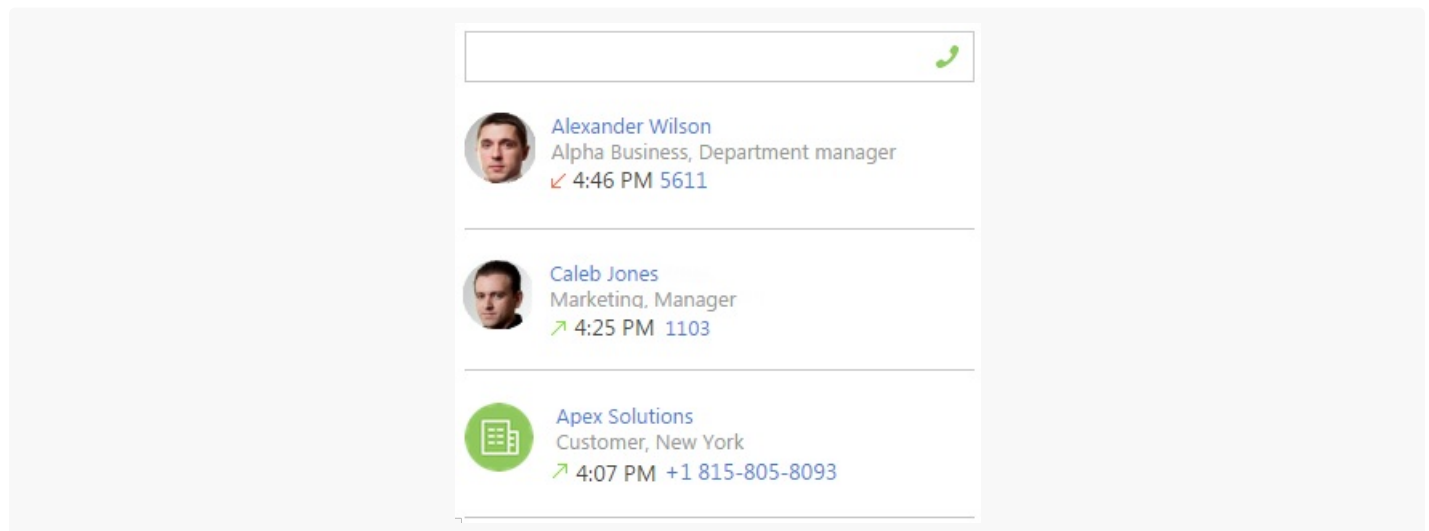 Alexander Wilson
Alpha Business, Department manager
4:46 PM 5611
Caleb Jones
Marketing, Manager
4:25 PM 1103
Apex Solutions
Customer, New York
4:07 PM +1 815-805-8093